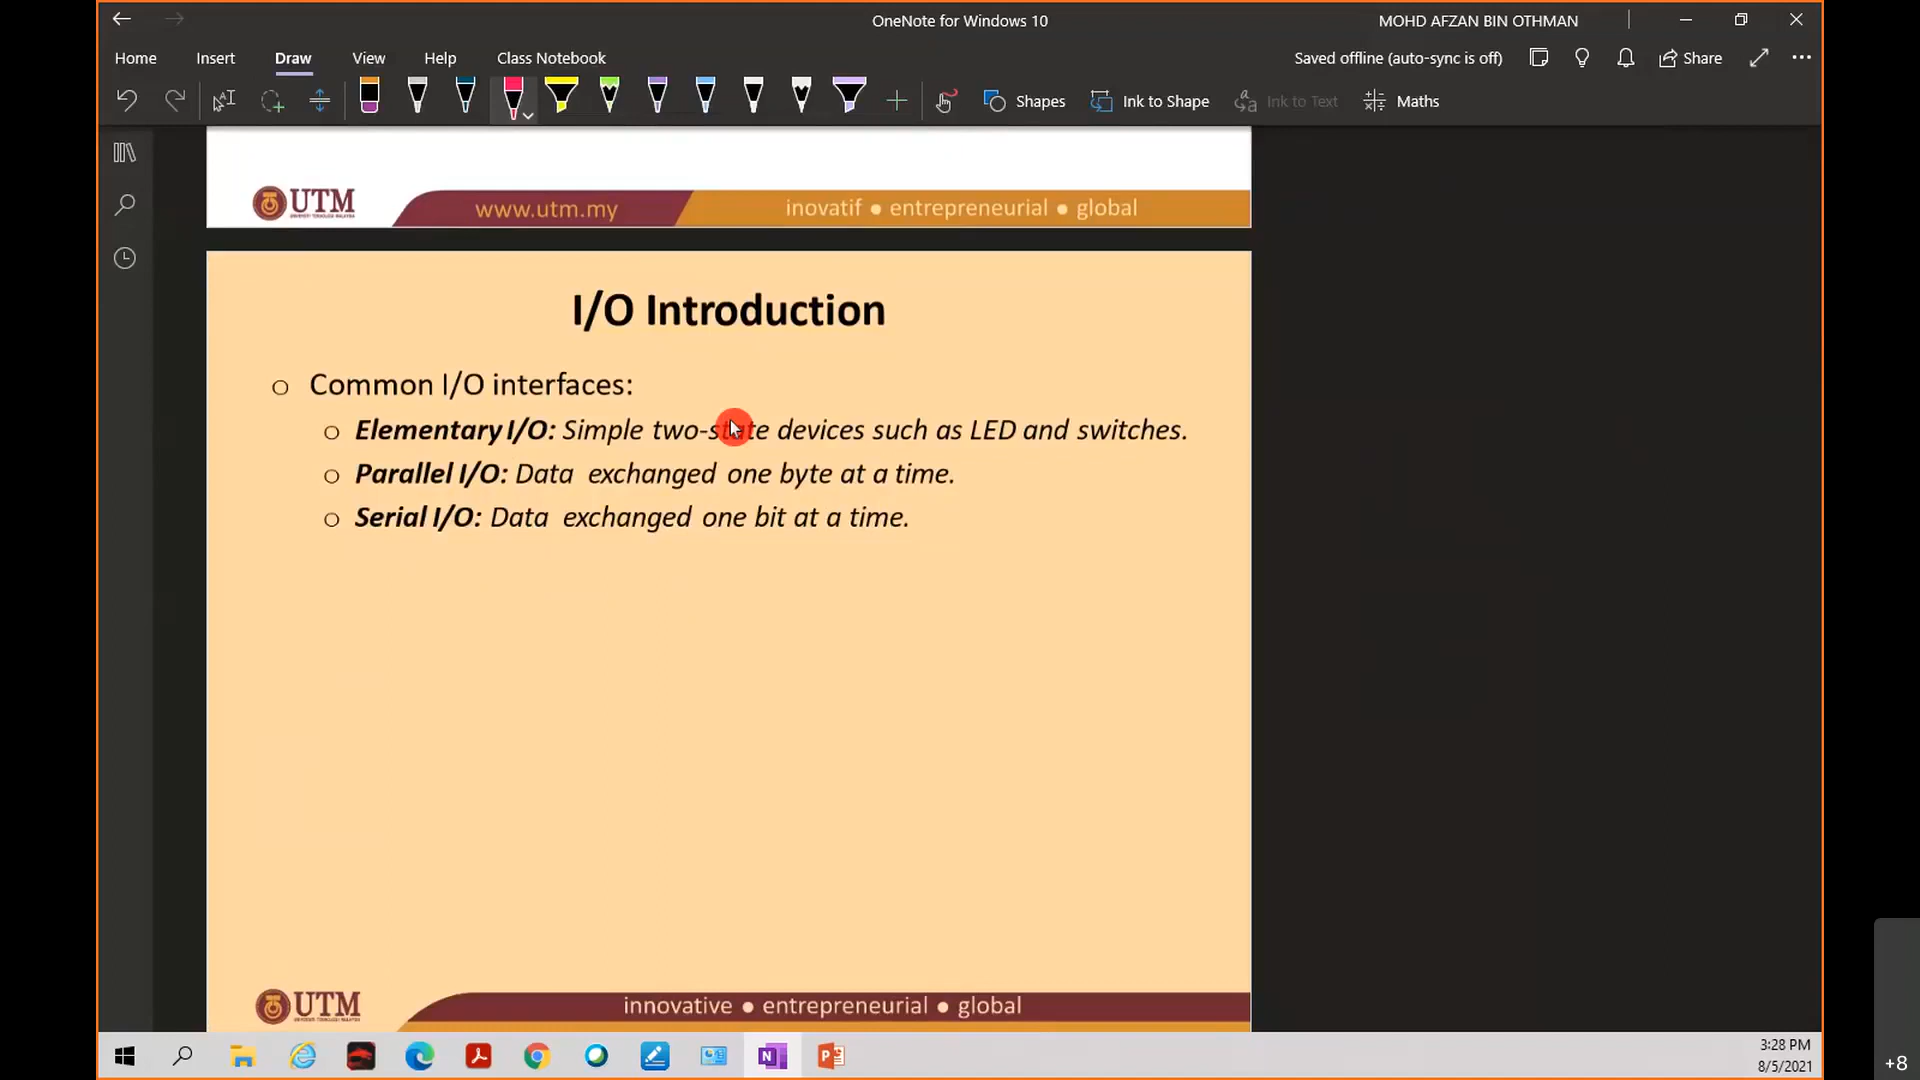 OneNote for Windows 10
MOHD AFZAN BIN OTHMAN
Home Insert Draw View Help Class Notebook
Saved offline (auto-sync is off) Share
Shapes Ink to Shape Ink to Text Maths
UTM
www.utm.my
inovatif ● entrepreneurial ● global
I/O Introduction
o Common I/O interfaces:
o Elementary I/O: Simple two-state devices such as LED and switches.
o Parallel I/O: Data exchanged one byte at a time.
o Serial I/O: Data exchanged one bit at a time.
UTM
innovative ● entrepreneurial ● global
3:28 PM
8/5/2021
+8